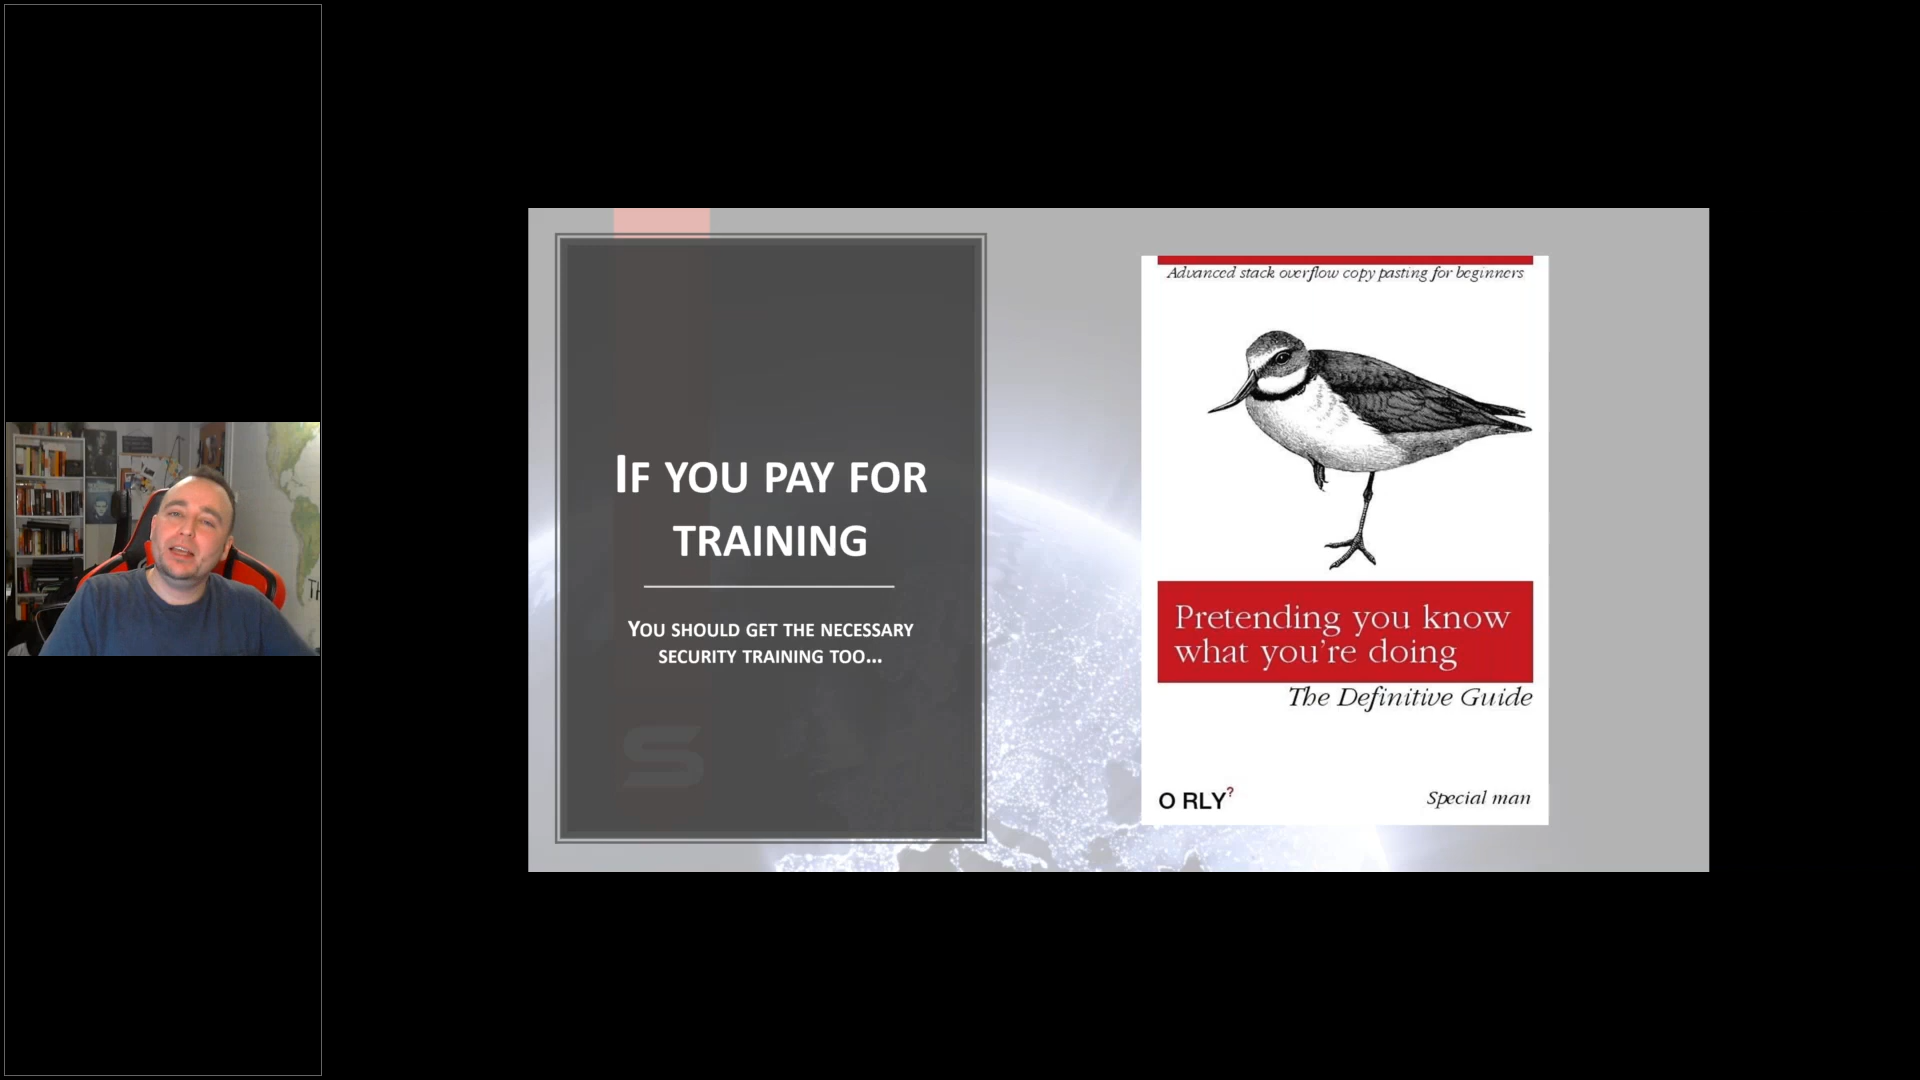 IF YOU PAY FOR
TRAINING
YOU SHOULD GET THE NECESSARY
SECURITY TRAINING TOO...
S
Advanced stack overflow copy pasting for beginners
Pretending you know
what you're doing
The Definitive Guide
O RLY?
Special man